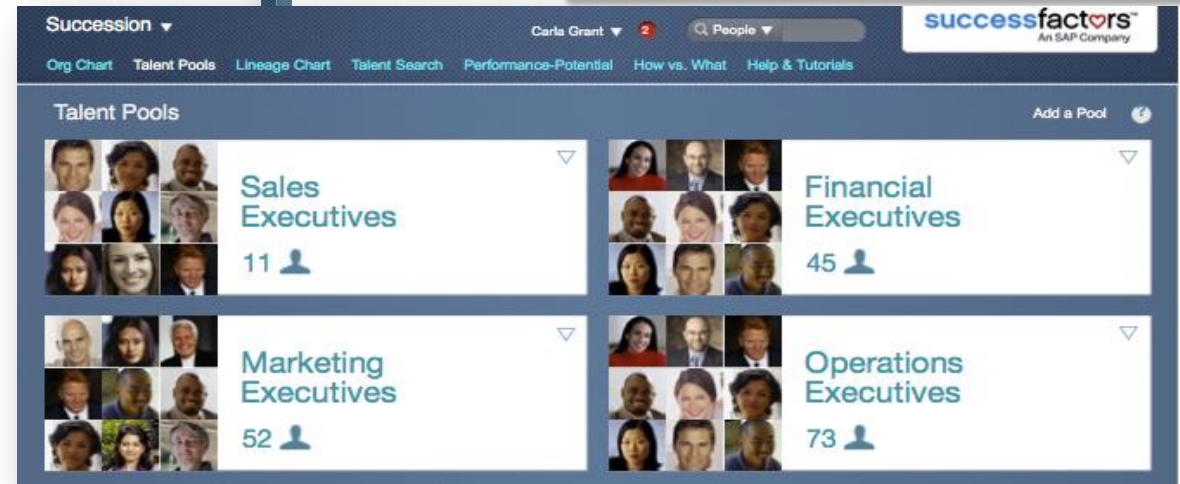 Succession
Carla Grant
2
People
successfactors™
An SAP Company
Org Chart Talent Pools Lineage Chart Talent Search Performance-Potential How vs. What Help & Tutorials
Talent Pools
Add a Pool
?
Sales
Executives
11
Financial
Executives
45
Marketing
Executives
52
Operations
Executives
73